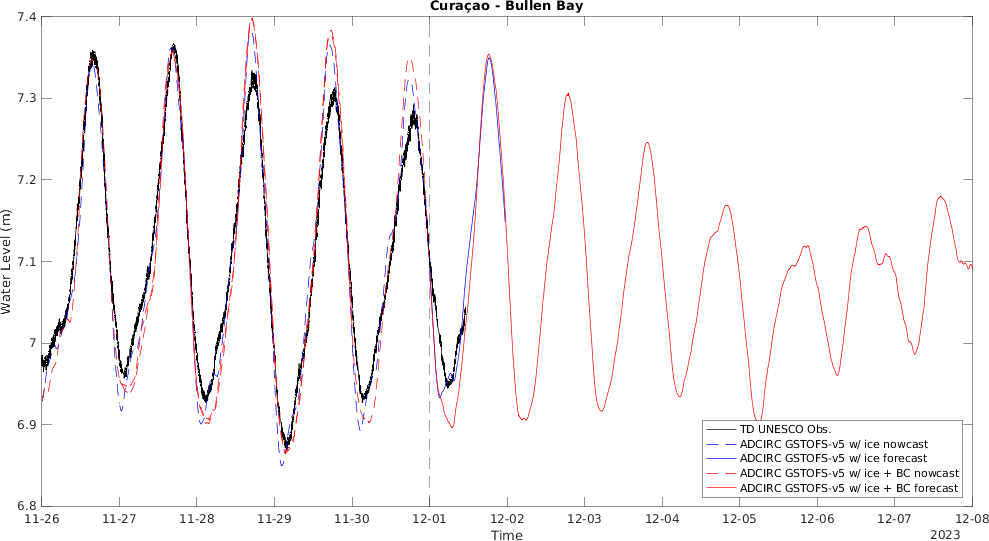 Curaçao - Bullen Bay
7.4
7.3
7.2
7.1
7
6.9
6.8
Water Level (m)
11-26
11-27
11-28
11-29
11-30
12-01
12-02
12-03
12-04
12-05
12-06
12-07
12-08
Time
2023
TD UNESCO Obs.
ADCIRC GSTOFS-v5 w/ ice nowcast
ADCIRC GSTOFS-v5 w/ ice forecast
ADCIRC GSTOFS-v5 w/ ice + BC nowcast
ADCIRC GSTOFS-v5 w/ ice + BC forecast